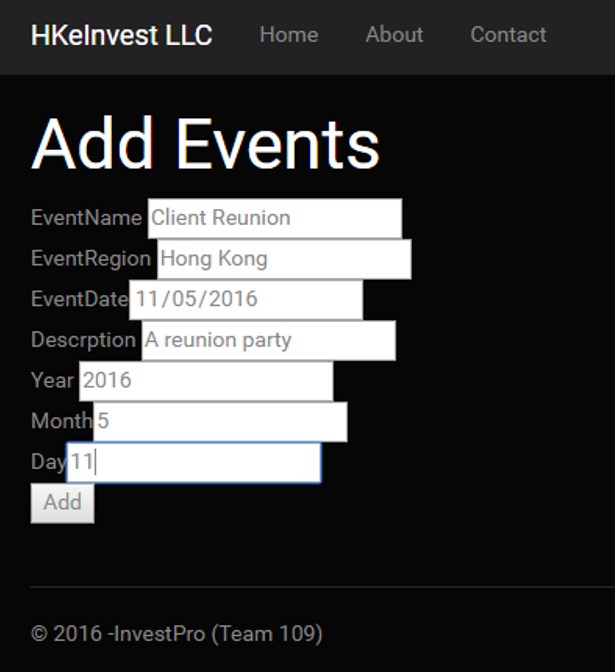 HKeInvest LLC Home About Contact
Add Events
EventName Client Reunion
EventRegion Hong Kong
EventDate 11/05/2016
Descrption A reunion party
Year 2016
Month 5
Day 11
Add
© 2016 -InvestPro (Team 109)